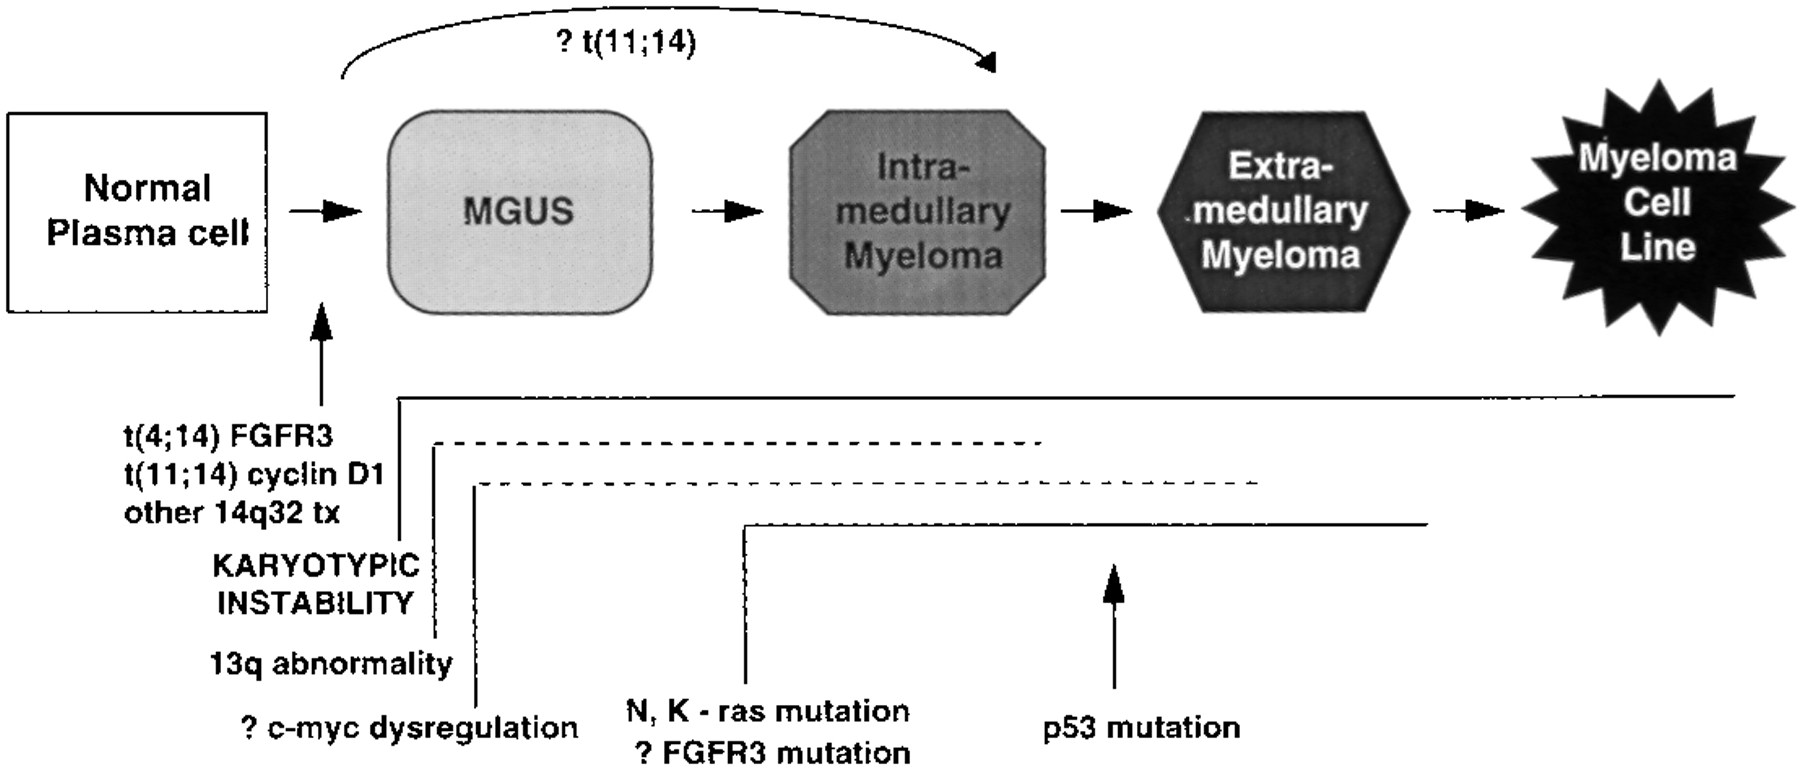 ? t(11;14)
Normal
Plasma cell
MGUS
Intra-
medullary
Myeloma
Extra-
medullary
Myeloma
Myeloma
Cell
Line
t(4;14) FGFR3
t(11;14) cyclin D1
other 14q32 tx
KARYOTYPIC
INSTABILITY
13q abnormality
? c-myc dysregulation
N, K - ras mutation
? FGFR3 mutation
p53 mutation